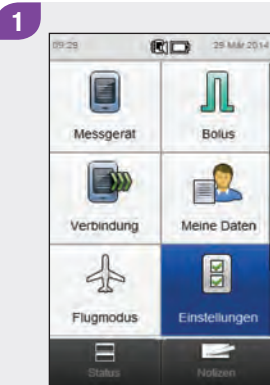 1
09:29
29 Mär 2014
Messgerät
Bolus
Verbindung
Meine Daten
Flugmodus
Einstellungen
Status
Notizen